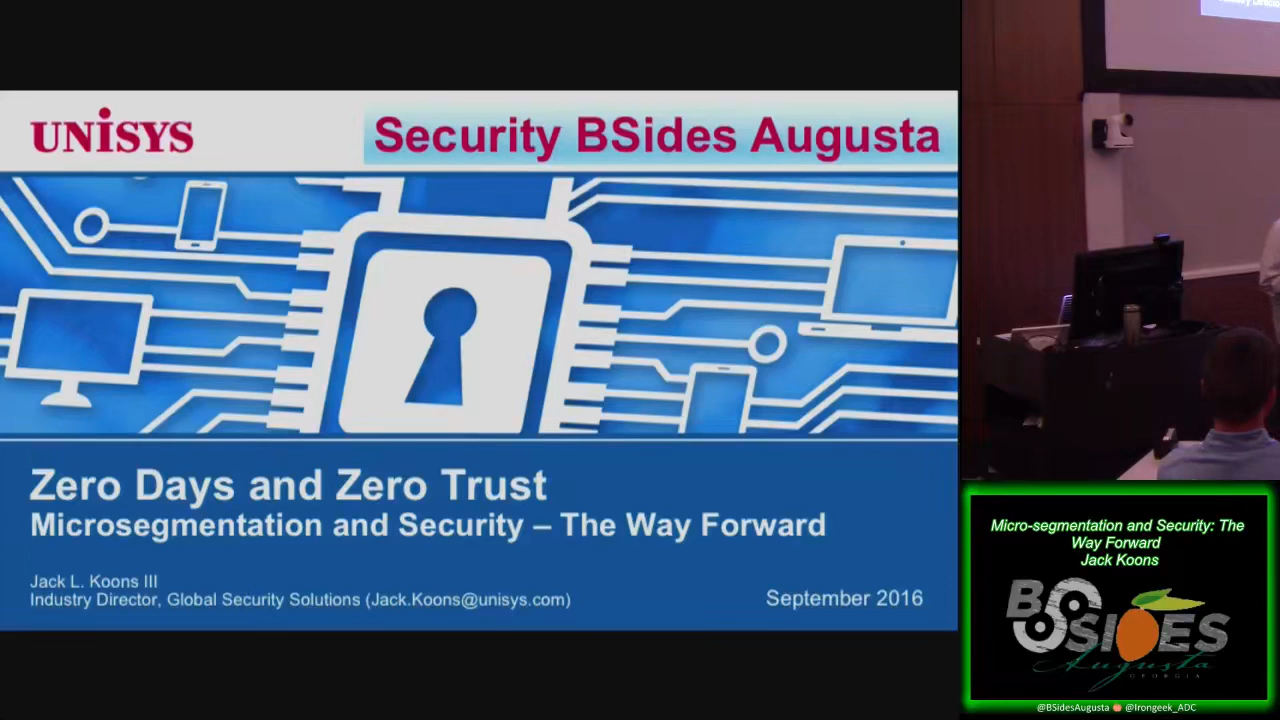 UNiSYS
Security BSides Augusta
Zero Days and Zero Trust
Microsegmentation and Security – The Way Forward
Jack L. Koons III
Industry Director, Global Security Solutions (Jack.Koons@unisys.com)
September 2016
Micro-segmentation and Security: The
Way Forward
Jack Koons
BSIDES
Augusta
GEORGIA
@BSidesAugusta @Irongeek_ADC